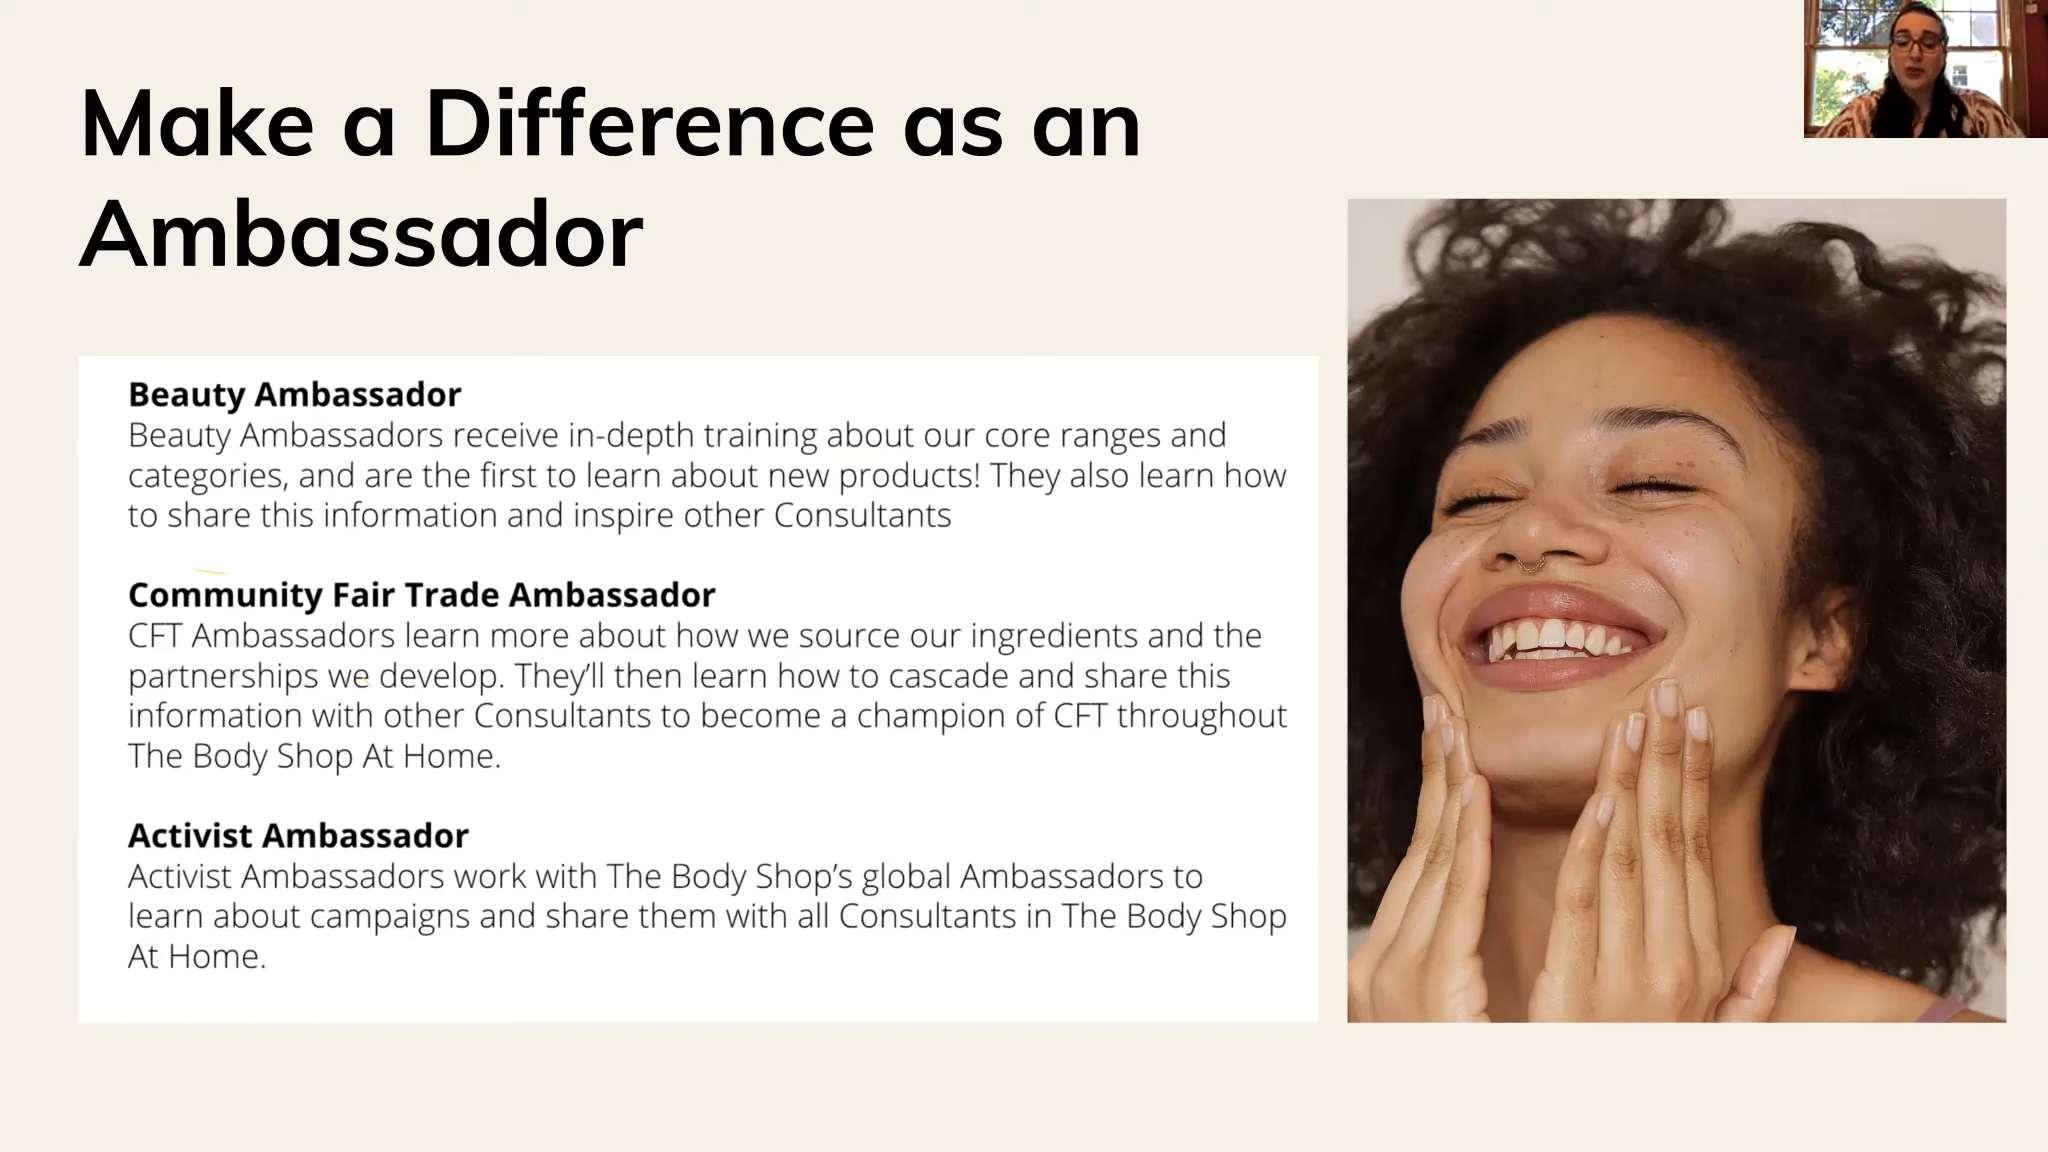 Make a Difference as an
Ambassador
Beauty Ambassador
Beauty Ambassadors receive in-depth training about our core ranges and
categories, and are the first to learn about new products! They also learn how
to share this information and inspire other Consultants
Community Fair Trade Ambassador
CFT Ambassadors learn more about how we source our ingredients and the
partnerships we develop. They’ll then learn how to cascade and share this
information with other Consultants to become a champion of CFT throughout
The Body Shop At Home.
Activist Ambassador
Activist Ambassadors work with The Body Shop’s global Ambassadors to
learn about campaigns and share them with all Consultants in The Body Shop
At Home.